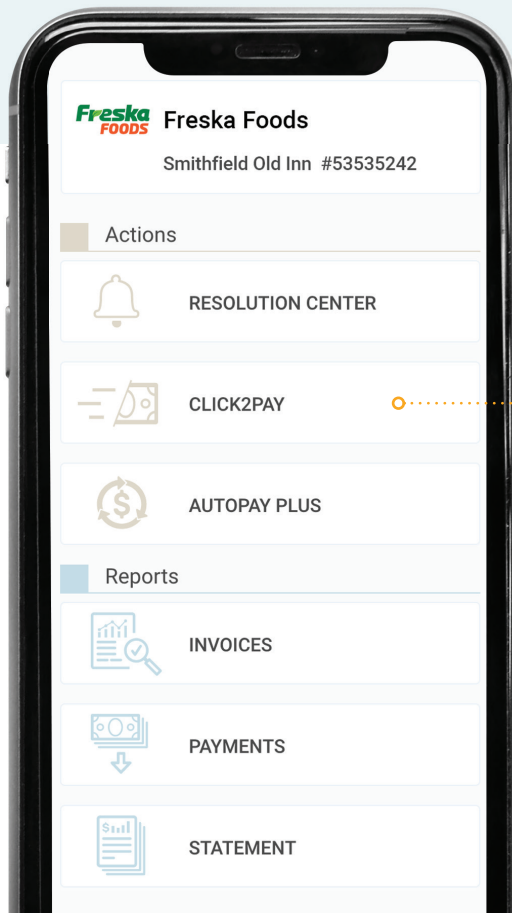 Freska
FOODS
Freska Foods
Smithfield Old Inn #53535242
Actions
RESOLUTION CENTER
CLICK2PAY
AUTOPAY PLUS
Reports
INVOICES
PAYMENTS
$
STATEMENT